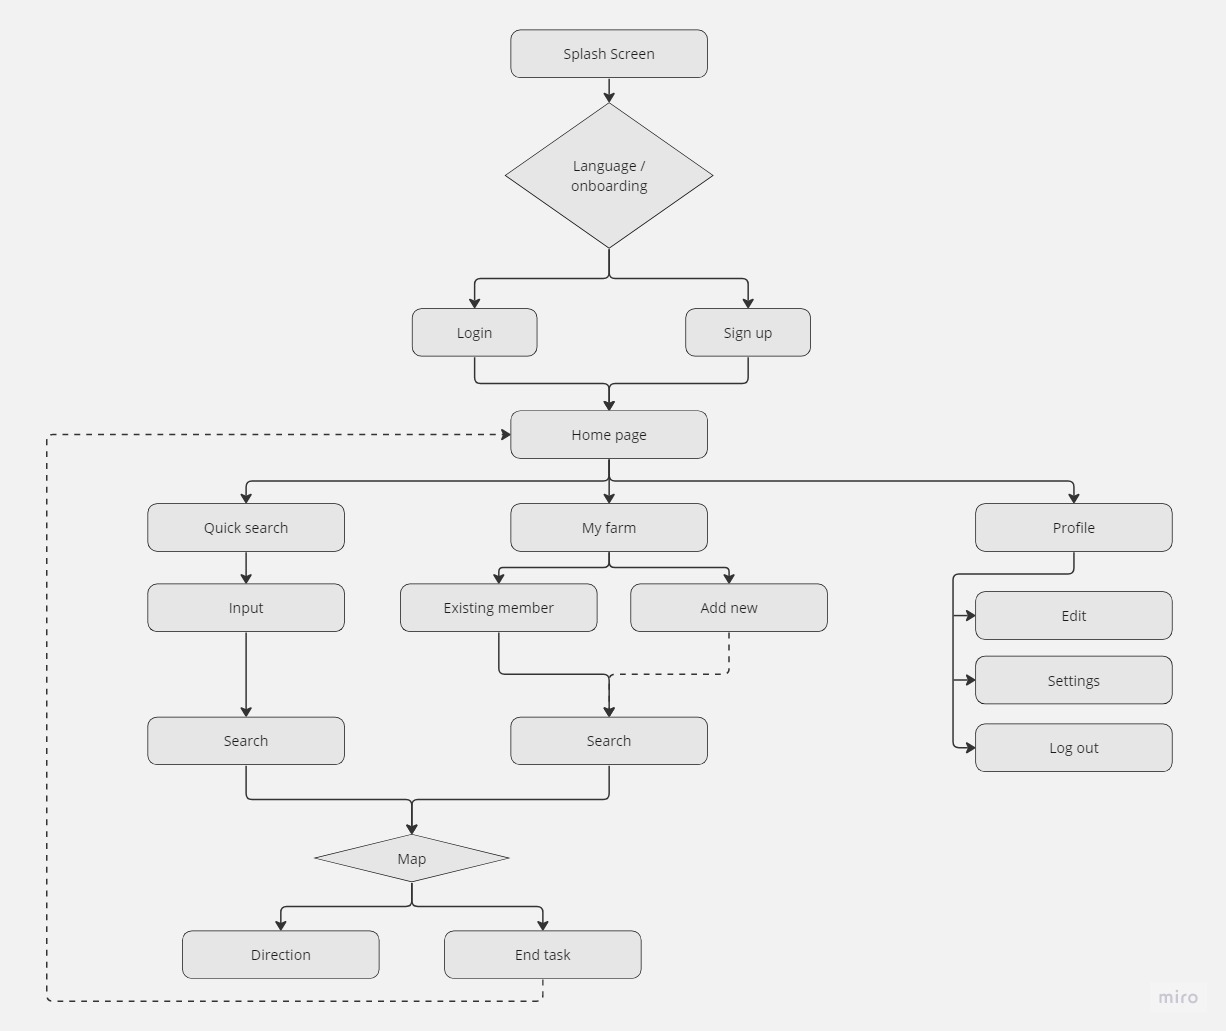 Splash Screen
Language /
onboarding
Login
Sign up
Home page
Quick search
My farm
Profile
Input
Existing member
Add new
Edit
Settings
Search
Search
Log out
Map
Direction
End task
miro